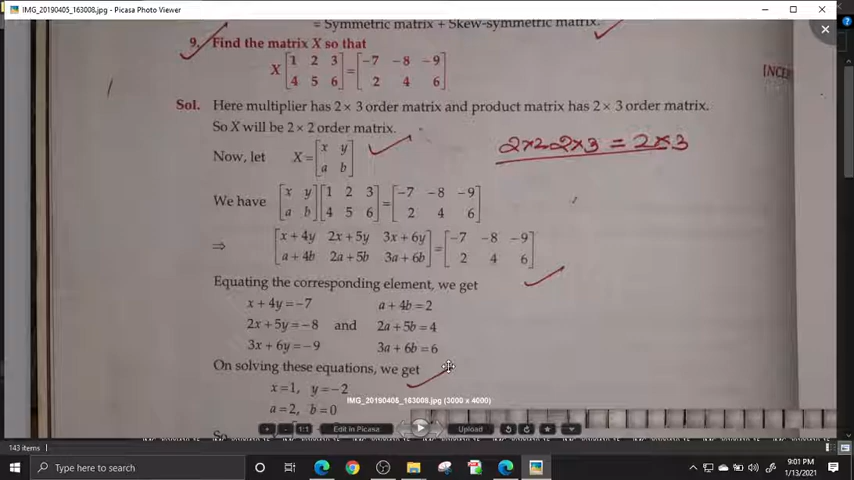 IMG_20190405_163008.jpg - Picasa Photo Viewer
= Symmetric matrix + Skew-symmetric matrix.
9. Find the matrix X so that
X [1 2 3
4 5 6] = [−7 −8 −9
2 4 6]
INCER
Sol. Here multiplier has 2 × 3 order matrix and product matrix has 2 × 3 order matrix.
So X will be 2 × 2 order matrix.
2×2 2×3 = 2×3
Now, let X = [x y
a b]
We have [x y
a b] [1 2 3
4 5 6] = [−7 −8 −9
2 4 6]
⇒ [x + 4y 2x + 5y 3x + 6y
a + 4b 2a + 5b 3a + 6b] = [−7 −8 −9
2 4 6]
Equating the corresponding element, we get
x + 4y = −7 a + 4b = 2
2x + 5y = −8 and 2a + 5b = 4
3x + 6y = −9 3a + 6b = 6
On solving these equations, we get
x = 1, y = −2
IMG_20190405_163008.jpg (3000 x 4000)
a = 2, b = 0
So
1:1 Edit in Picasa Upload
143 items
Type here to search
9:01 PM
1/13/2021